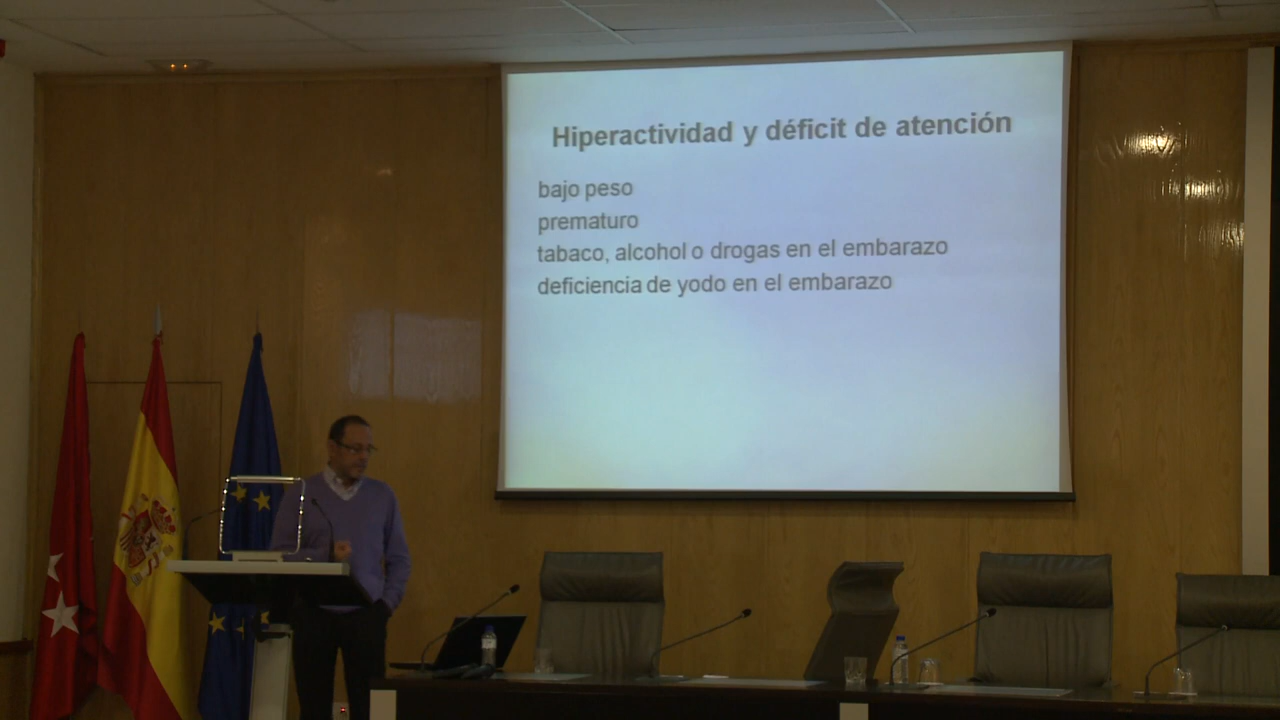 Hiperactividad y déficit de atención
bajo peso
prematuro
tabaco, alcohol o drogas en el embarazo
deficiencia de yodo en el embarazo